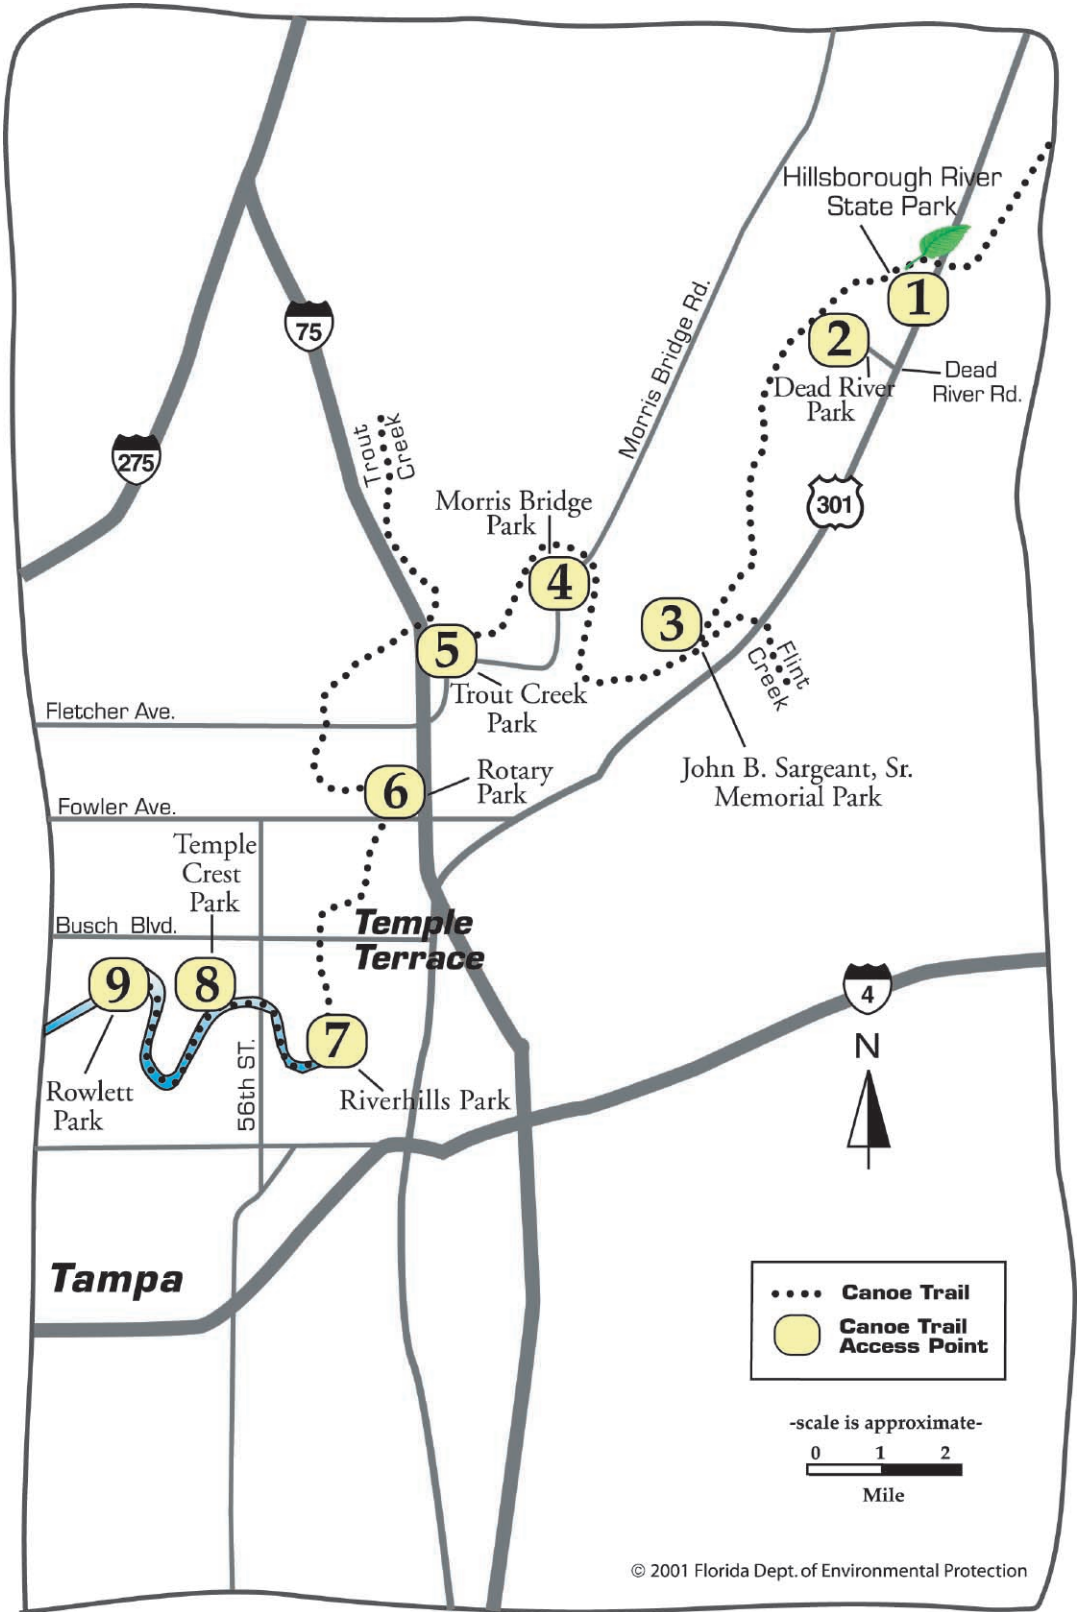 Hillsborough River
State Park
1
75
2
Dead River
Park
Dead
River Rd.
Morris Bridge Rd.
Trout
Creek
275
301
Morris Bridge
Park
4
3
5
Flint
Creek
Trout Creek
Park
Fletcher Ave.
John B. Sargeant, Sr.
Memorial Park
6
Rotary
Park
Fowler Ave.
Temple
Crest
Park
Busch Blvd.
Temple
Terrace
9
8
4
7
N
56th ST.
Rowlett
Park
Riverhills Park
Tampa
Canoe Trail
Canoe Trail
Access Point
-scale is approximate-
0 1 2
Mile
© 2001 Florida Dept. of Environmental Protection